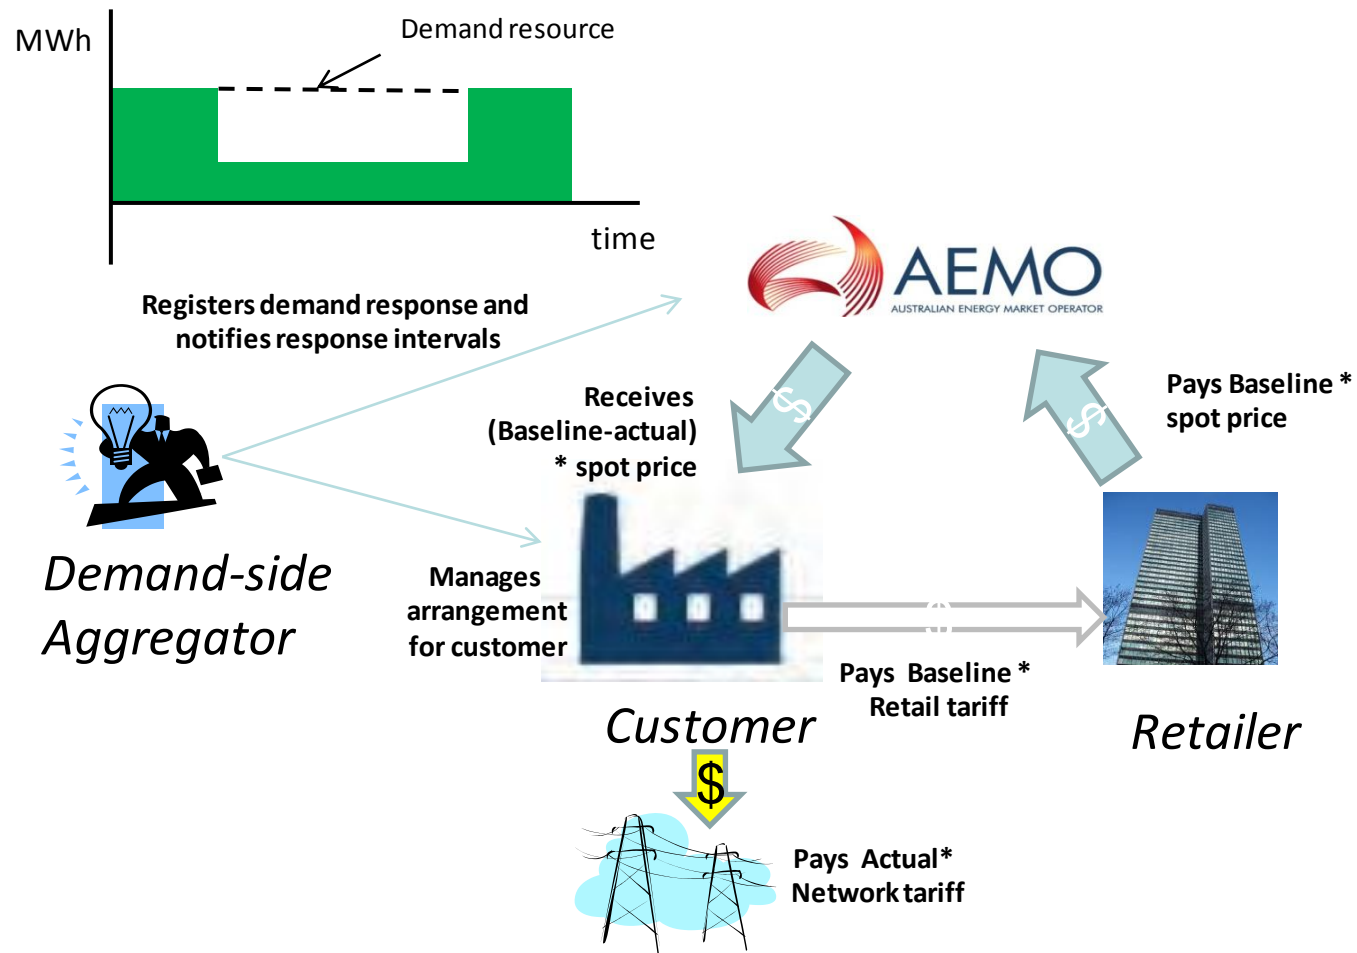 MWh
Demand resource
time
AEMO
AUSTRALIAN ENERGY MARKET OPERATOR
Registers demand response and
notifies response intervals
Receives
(Baseline-actual)
* spot price
$
$
Pays Baseline *
spot price
Demand-side
Aggregator
Manages
arrangement
for customer
$
Pays Baseline *
Retail tariff
Customer
Retailer
$
Pays Actual*
Network tariff